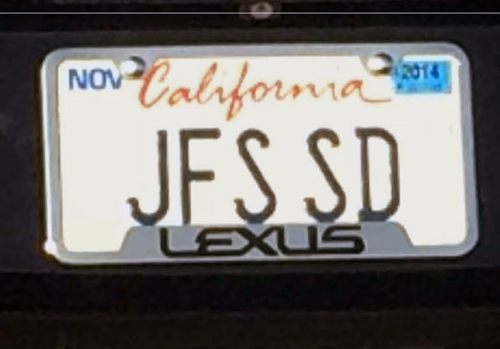 NOV California 2014
JFS SD
LEXUS